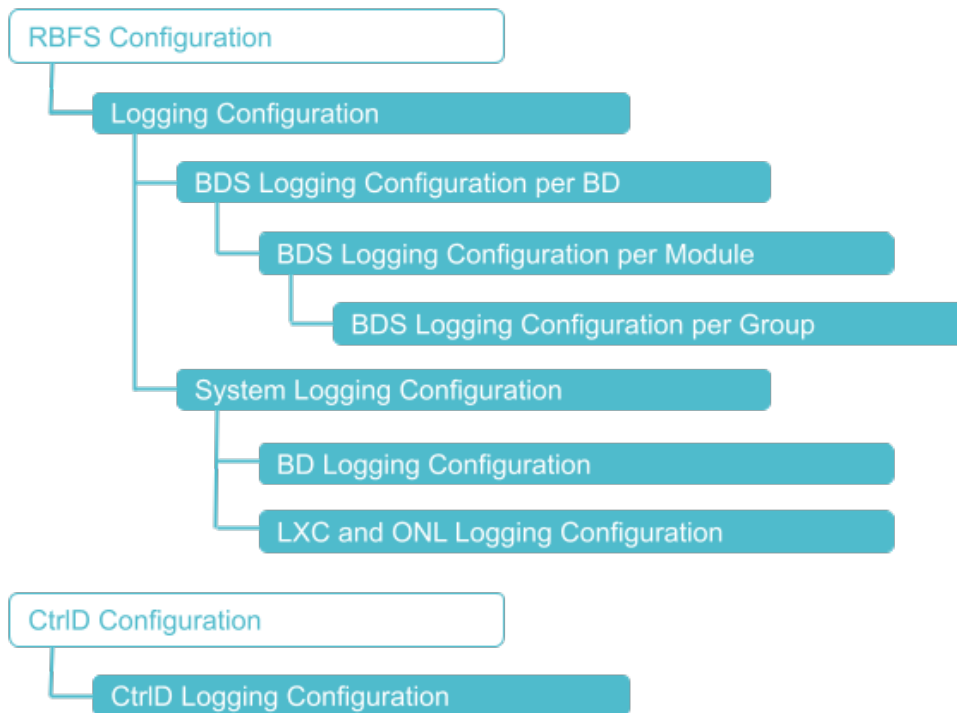 RBFS Configuration
Logging Configuration
BDS Logging Configuration per BD
BDS Logging Configuration per Module
BDS Logging Configuration per Group
System Logging Configuration
BD Logging Configuration
LXC and ONL Logging Configuration
CtrlD Configuration
CtrlD Logging Configuration